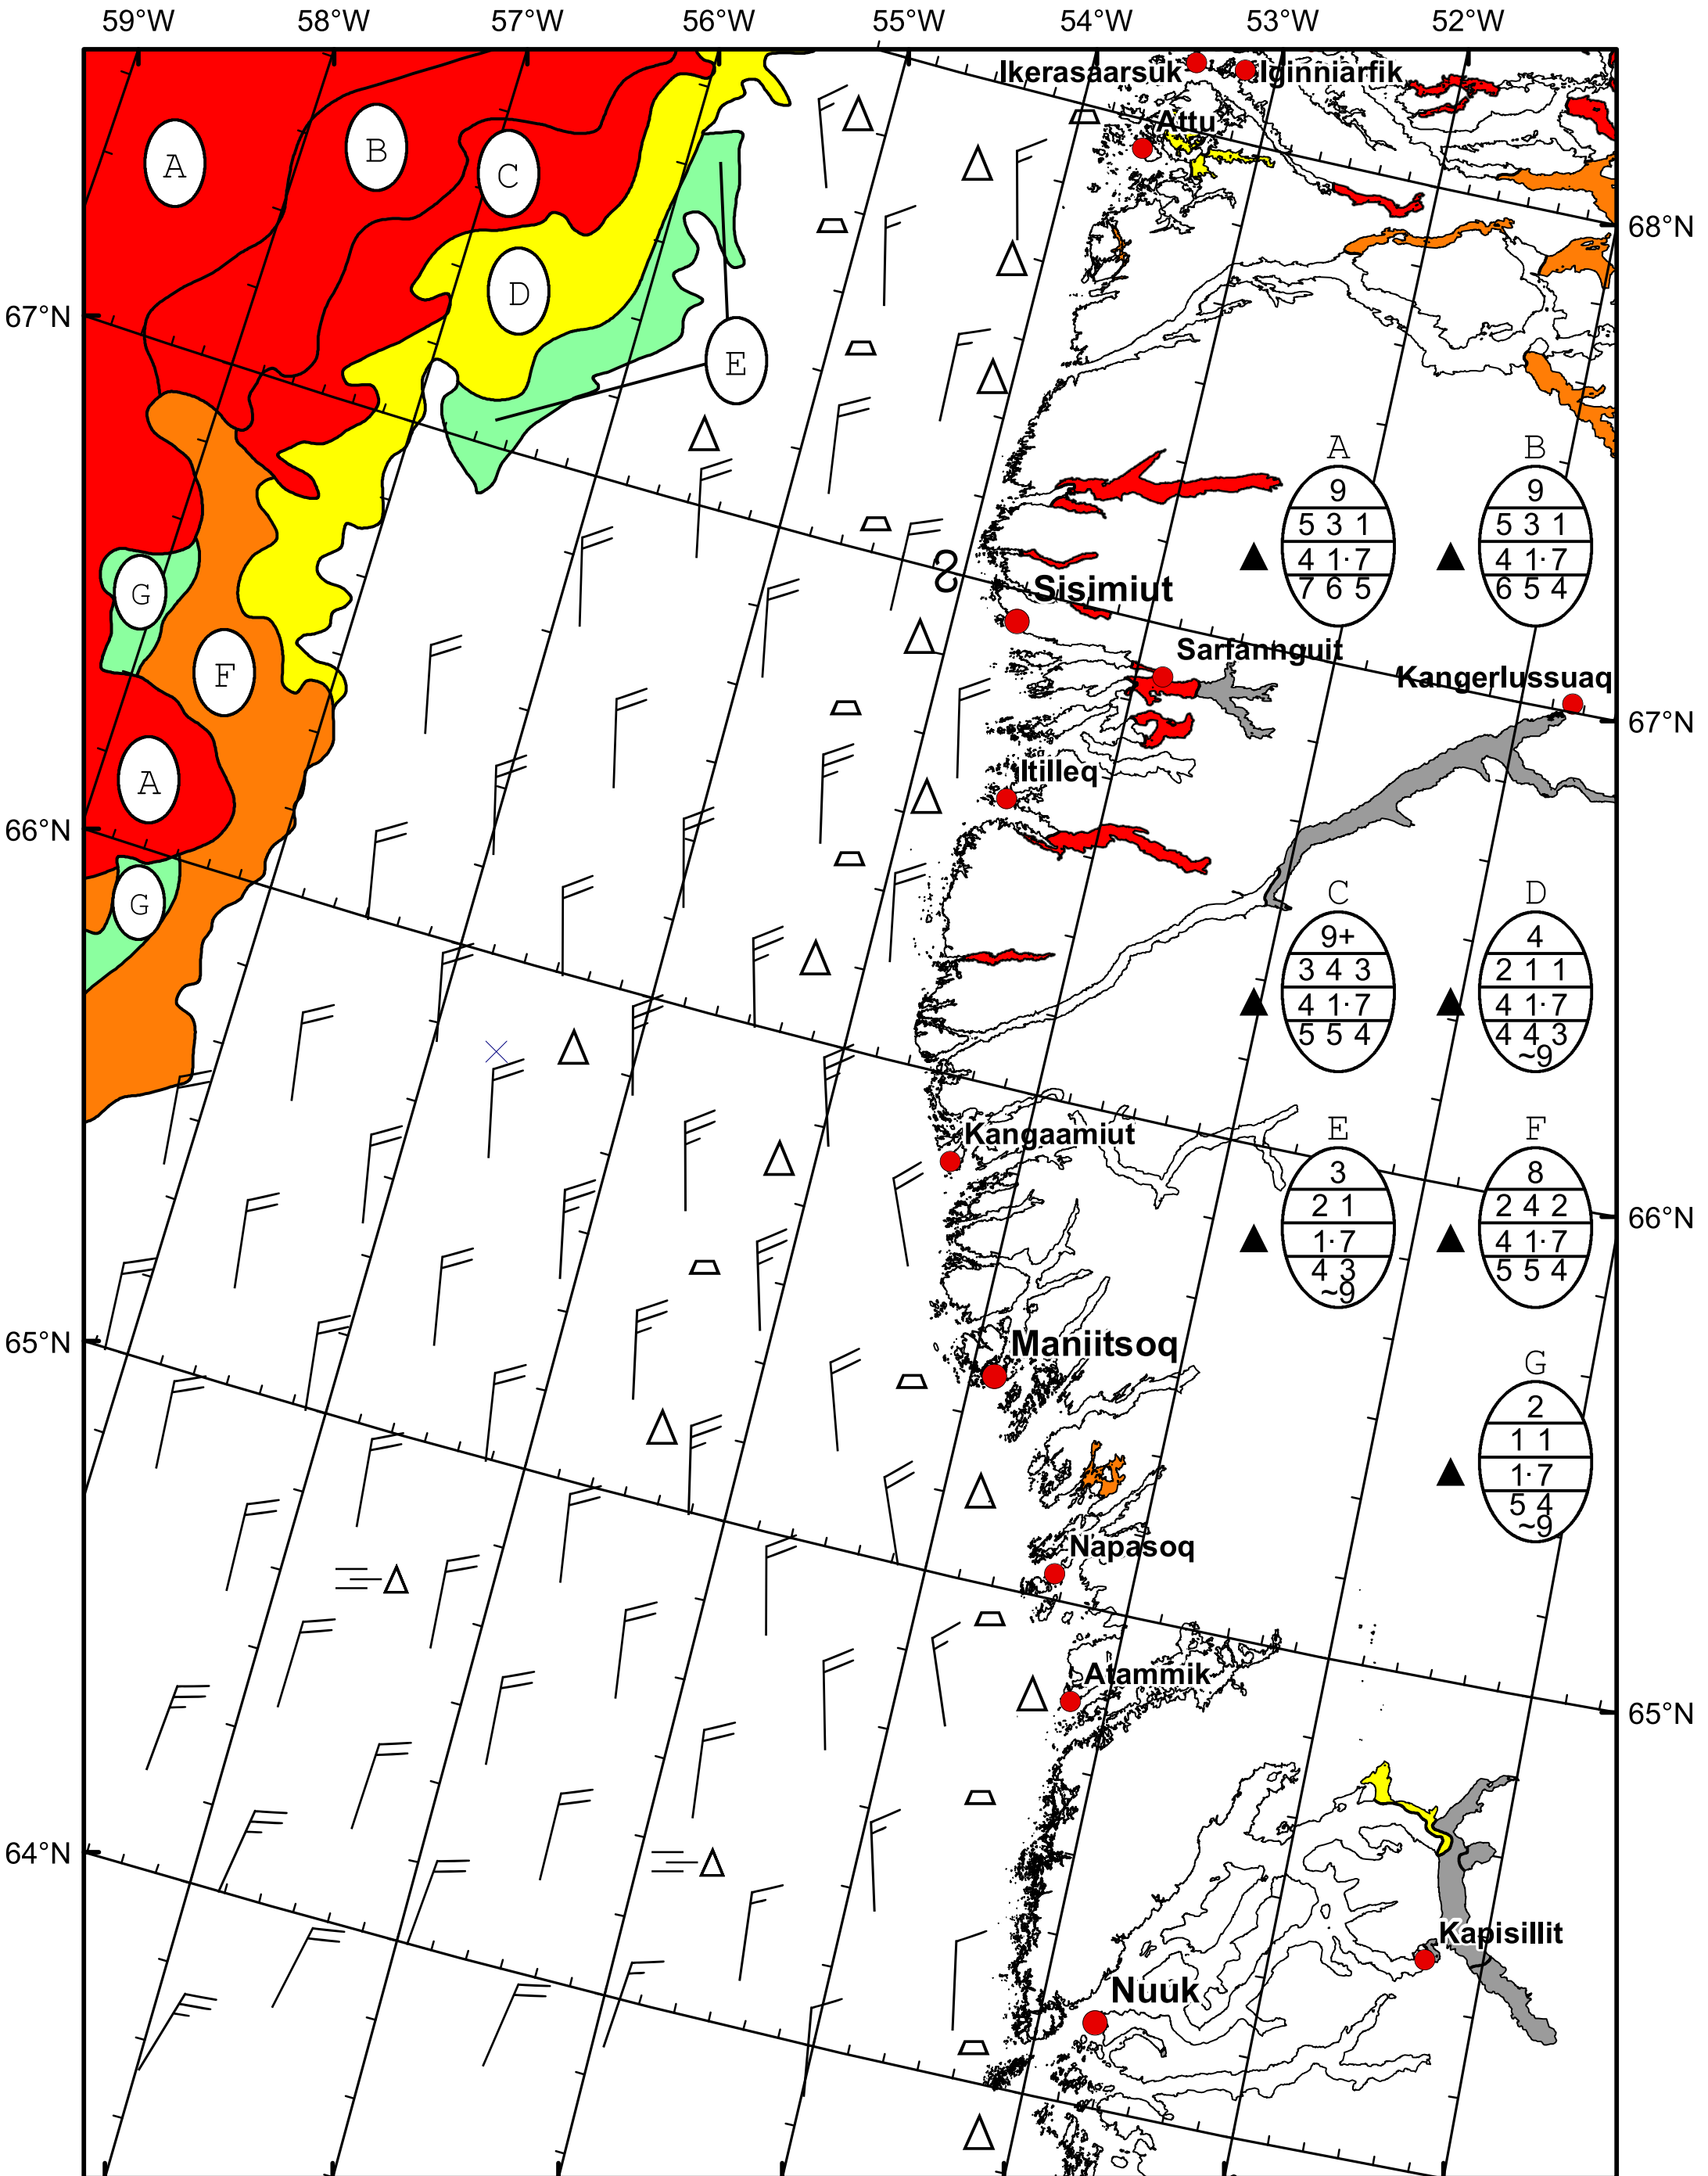 59°W 58°W 57°W 56°W 55°W 54°W 53°W 52°W
Ikerasaarsuk Iginniarfik
Attu
A B C
68°N
D
67°N
E
A B
9 9
5 3 1 5 3 1
4 1·7 4 1·7
7 6 5 6 5 4
G
Sisimiut
Sarfannguit
F
Kangerlussuaq
67°N
A
Itilleq
66°N
G
C D
9+ 4
3 4 3 2 1 1
4 1·7 4 1·7
5 5 4 4 4 3
~9
Kangaamiut
E F
3 8
2 1 2 4 2
1·7 4 1·7
4 3 5 5 4
~9
66°N
65°N
Maniitsoq
G
2
1 1
1·7
5 4
~9
Napasoq
Atammik
65°N
64°N
Kapisillit
Nuuk